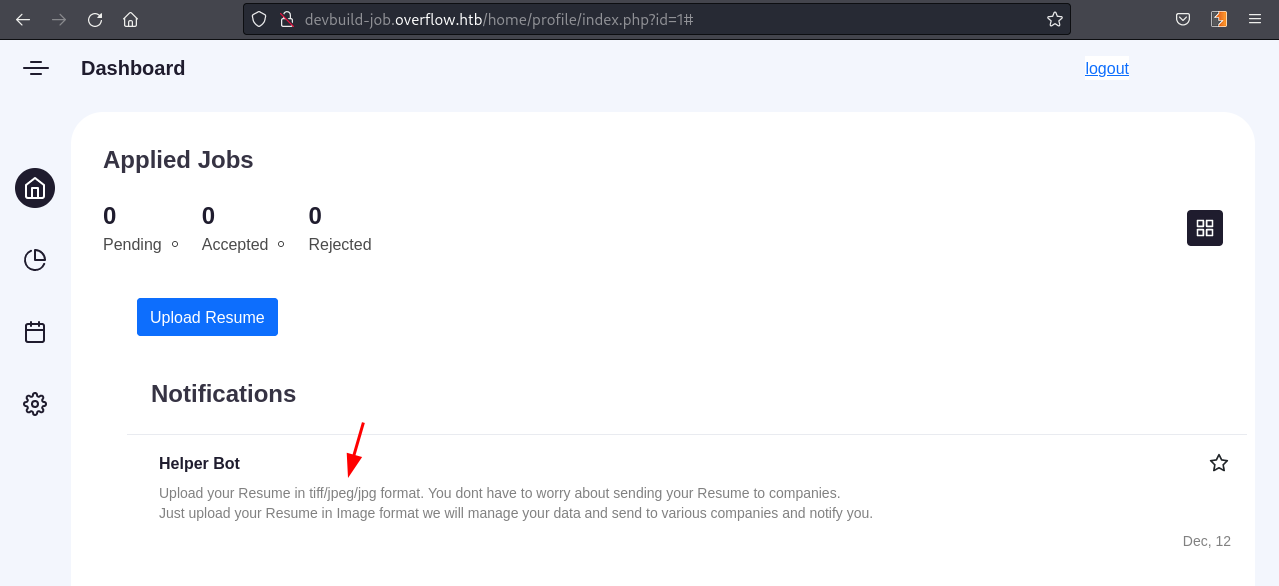 devbuild-job.overflow.htb/home/profile/index.php?id=1#
Dashboard
logout
Applied Jobs
0 0 0
Pending Accepted Rejected
Upload Resume
Notifications
Helper Bot
Upload your Resume in tiff/jpeg/jpg format. You dont have to worry about sending your Resume to companies.
Just upload your Resume in Image format we will manage your data and send to various companies and notify you.
Dec, 12